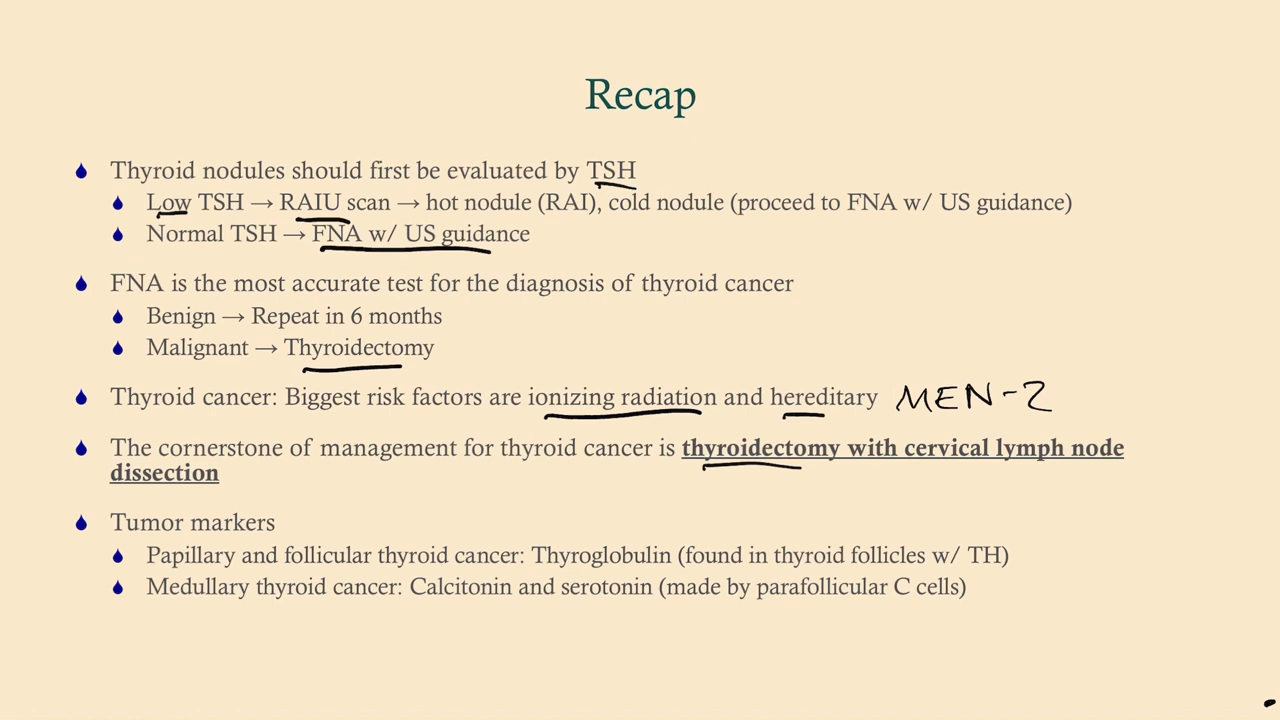 Recap
Thyroid nodules should first be evaluated by TSH
Low TSH → RAIU scan → hot nodule (RAI), cold nodule (proceed to FNA w/ US guidance)
Normal TSH → FNA w/ US guidance
FNA is the most accurate test for the diagnosis of thyroid cancer
Benign → Repeat in 6 months
Malignant → Thyroidectomy
Thyroid cancer: Biggest risk factors are ionizing radiation and hereditary MEN-2
The cornerstone of management for thyroid cancer is thyroidectomy with cervical lymph node
dissection
Tumor markers
Papillary and follicular thyroid cancer: Thyroglobulin (found in thyroid follicles w/ TH)
Medullary thyroid cancer: Calcitonin and serotonin (made by parafollicular C cells)